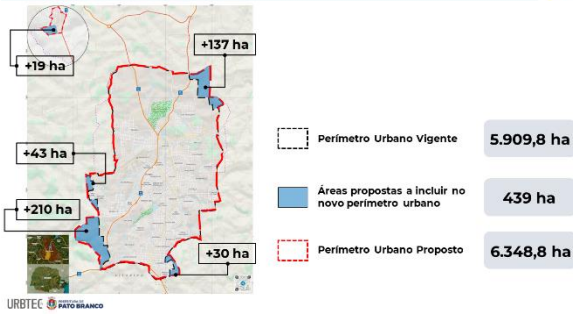 +137 ha
+19 ha
+43 ha
+210 ha
+30 ha
Perímetro Urbano Vigente
5.909,8 ha
Áreas propostas a incluir no
novo perímetro urbano
439 ha
Perímetro Urbano Proposto
6.348,8 ha
URBTEC
PATO BRANCO